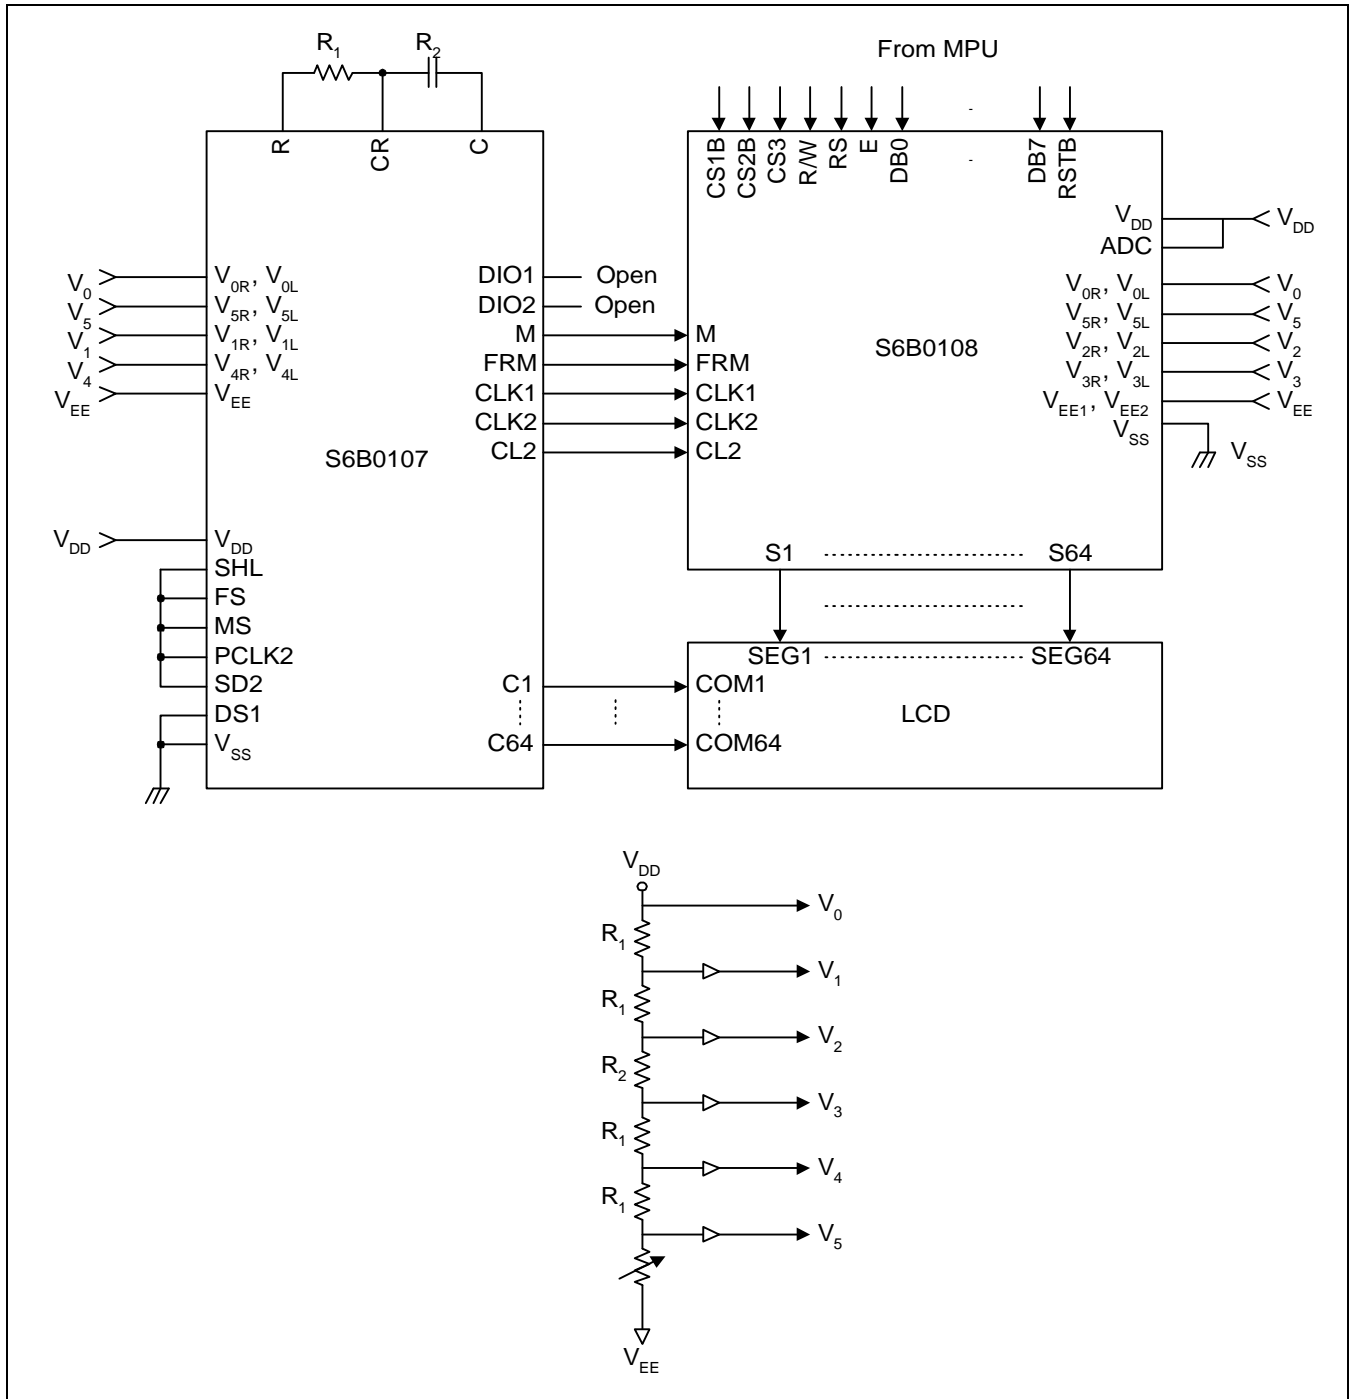 R1 R2 From MPU
R CR C
CS1B CS2B CS3 R/W RS E DB0 - - DB7 RSTB
VDD VDD
ADC
V0 V0R, V0L DIO1 Open V0R, V0L V0
V5 V5R, V5L DIO2 Open V5R, V5L V5
V1 V1R, V1L M M S6B0108 V2R, V2L V2
V4 V4R, V4L FRM FRM V3R, V3L V3
VEE VEE CLK1 CLK1 VEE1, VEE2 VEE
CLK2 CLK2 VSS
S6B0107 CL2 CL2 VSS
VDD VDD S1 S64
SHL
FS
MS
PCLK2 SEG1 SEG64
SD2 C1 COM1
DS1 LCD
VSS C64 COM64
VDD
V0
R1
V1
R1
V2
R2
V3
R1
V4
R1
V5
VEE